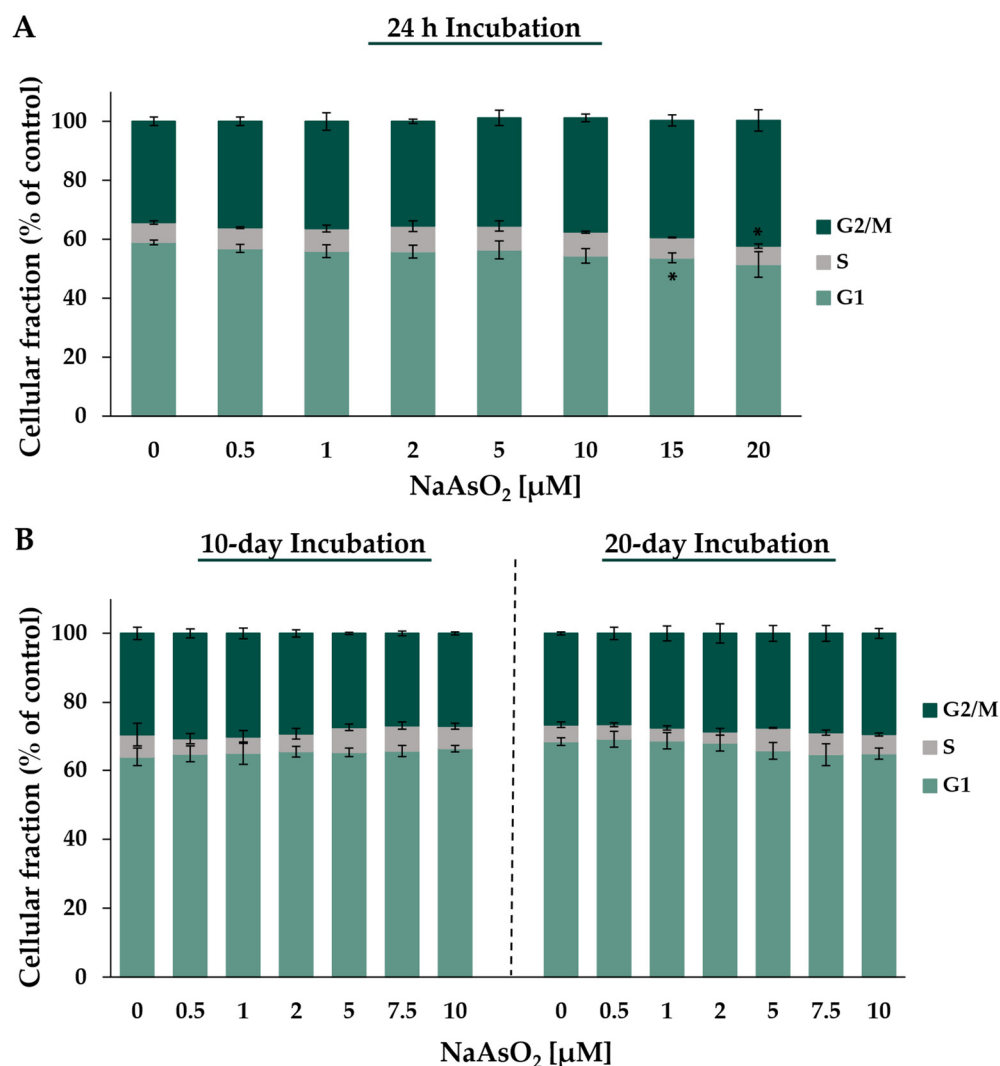 A
24 h Incubation
Cellular fraction (% of control)
100
80
60
40
20
0
*
*
G2/M
S
G1
0 0.5 1 2 5 10 15 20
NaAsO₂ [µM]
B
10-day Incubation
20-day Incubation
Cellular fraction (% of control)
100
80
60
40
20
0
G2/M
S
G1
0 0.5 1 2 5 7.5 10 0 0.5 1 2 5 7.5 10
NaAsO₂ [µM]